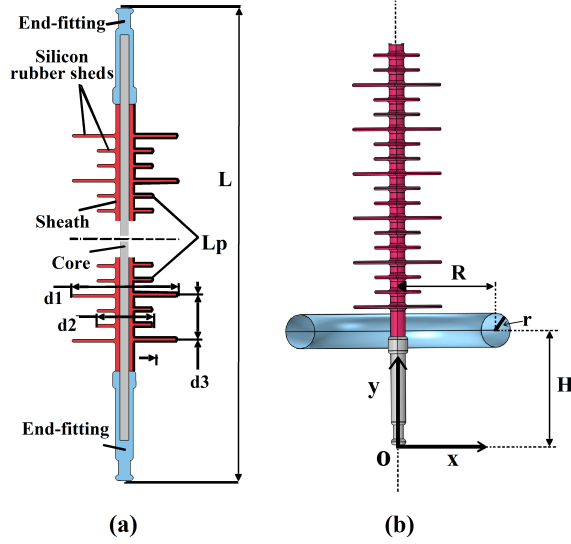 End-fitting
Silicon
rubber sheds
L
Sheath
Lp
Core
d1
d2
d3
End-fitting
(a)
R
r
H
y
o
x
(b)